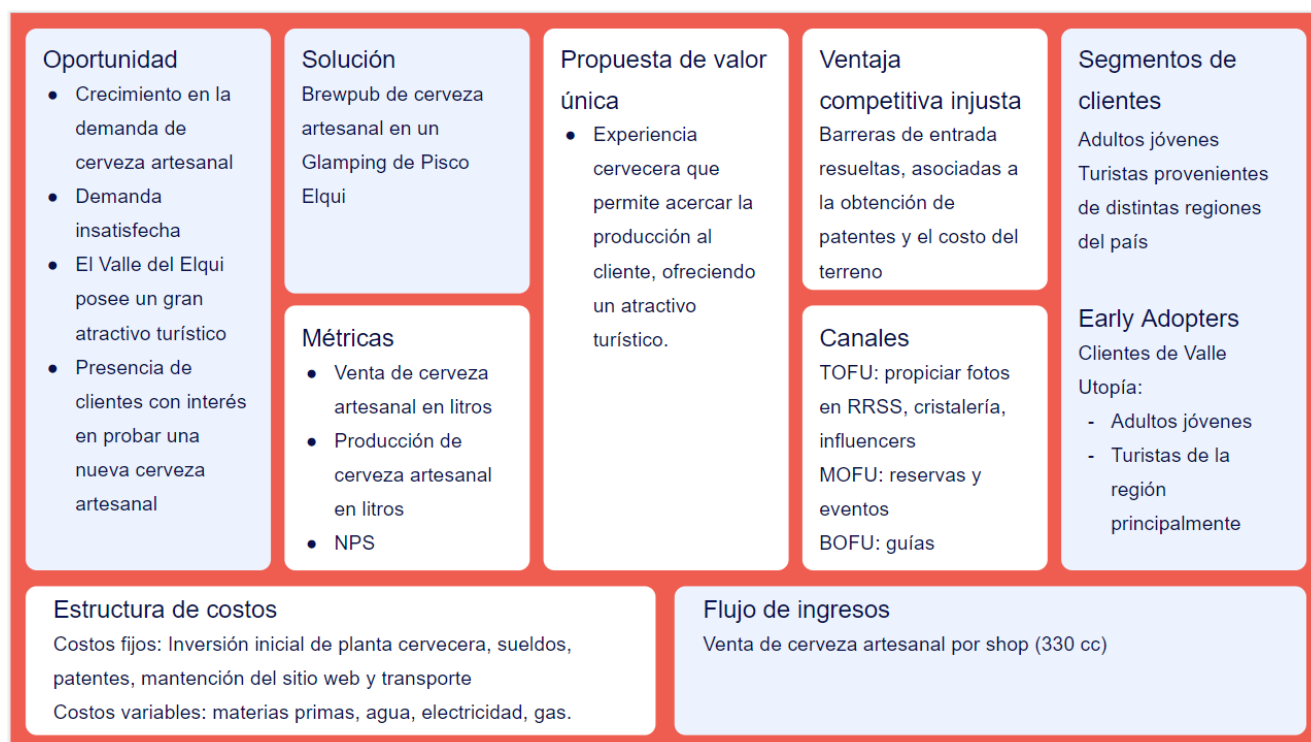 Oportunidad
● Crecimiento en la
demanda de
cerveza artesanal
● Demanda
insatisfecha
● El Valle del Elqui
posee un gran
atractivo turístico
● Presencia de
clientes con interés
en probar una
nueva cerveza
artesanal
Solución
Brewpub de cerveza
artesanal en un
Glamping de Pisco
Elqui
Métricas
● Venta de cerveza
artesanal en litros
● Producción de
cerveza artesanal
en litros
● NPS
Propuesta de valor
única
● Experiencia
cervecera que
permite acercar la
producción al
cliente, ofreciendo
un atractivo
turístico.
Ventaja
competitiva injusta
Barreras de entrada
resueltas, asociadas a
la obtención de
patentes y el costo del
terreno
Canales
TOFU: propiciar fotos
en RRSS, cristalería,
influencers
MOFU: reservas y
eventos
BOFU: guías
Segmentos de
clientes
Adultos jóvenes
Turistas provenientes
de distintas regiones
del país
Early Adopters
Clientes de Valle
Utopía:
- Adultos jóvenes
- Turistas de la
región
principalmente
Estructura de costos
Costos fijos: Inversión inicial de planta cervecera, sueldos,
patentes, mantención del sitio web y transporte
Costos variables: materias primas, agua, electricidad, gas.
Flujo de ingresos
Venta de cerveza artesanal por shop (330 cc)